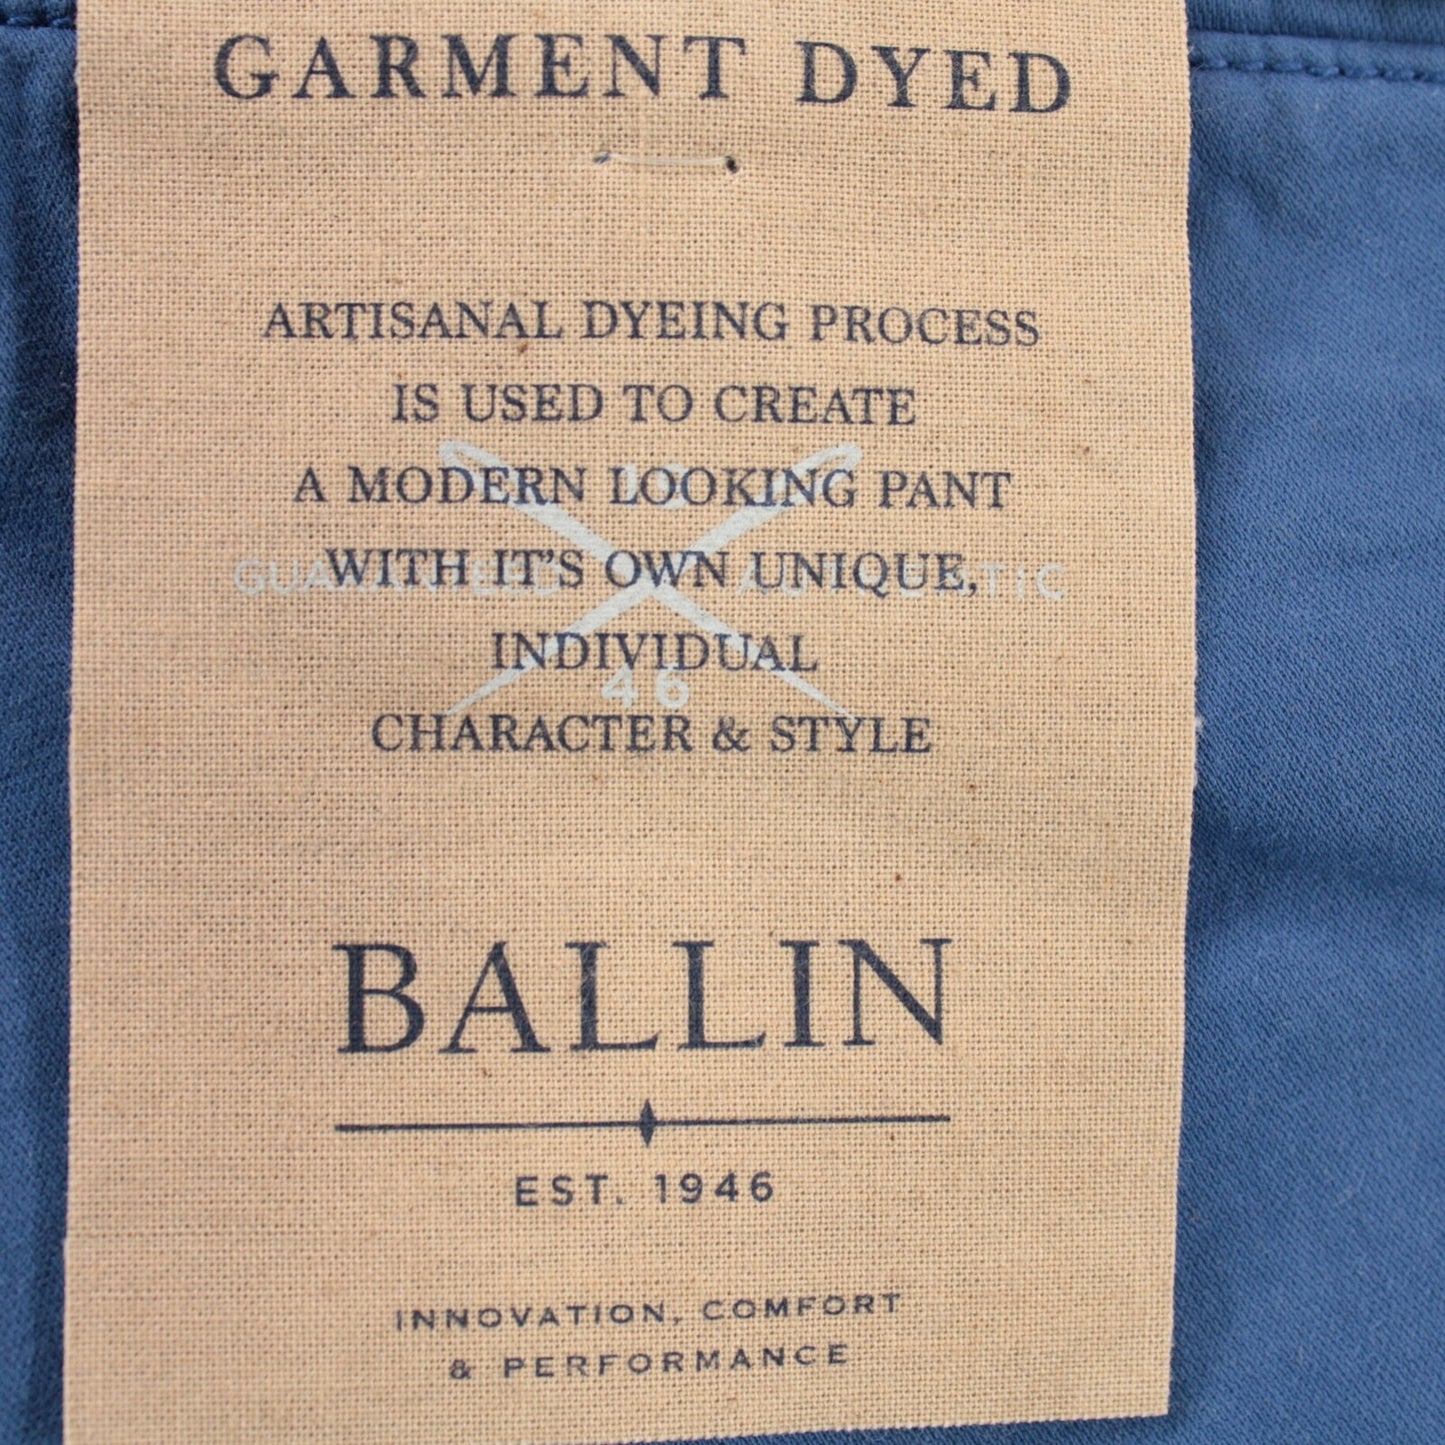 GARMENT DYED
ARTISANAL DYEING PROCESS
IS USED TO CREATE
A MODERN LOOKING PANT
WITH IT'S OWN UNIQUE,
INDIVIDUAL
46
CHARACTER & STYLE
BALLIN
EST. 1946
INNOVATION, COMFORT
& PERFORMANCE